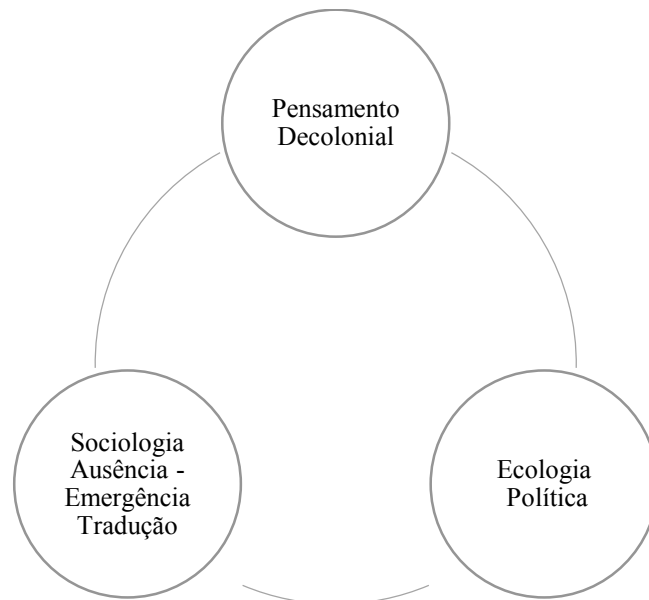 Pensamento
Decolonial
Sociologia
Ausência -
Emergência
Tradução
Ecologia
Política